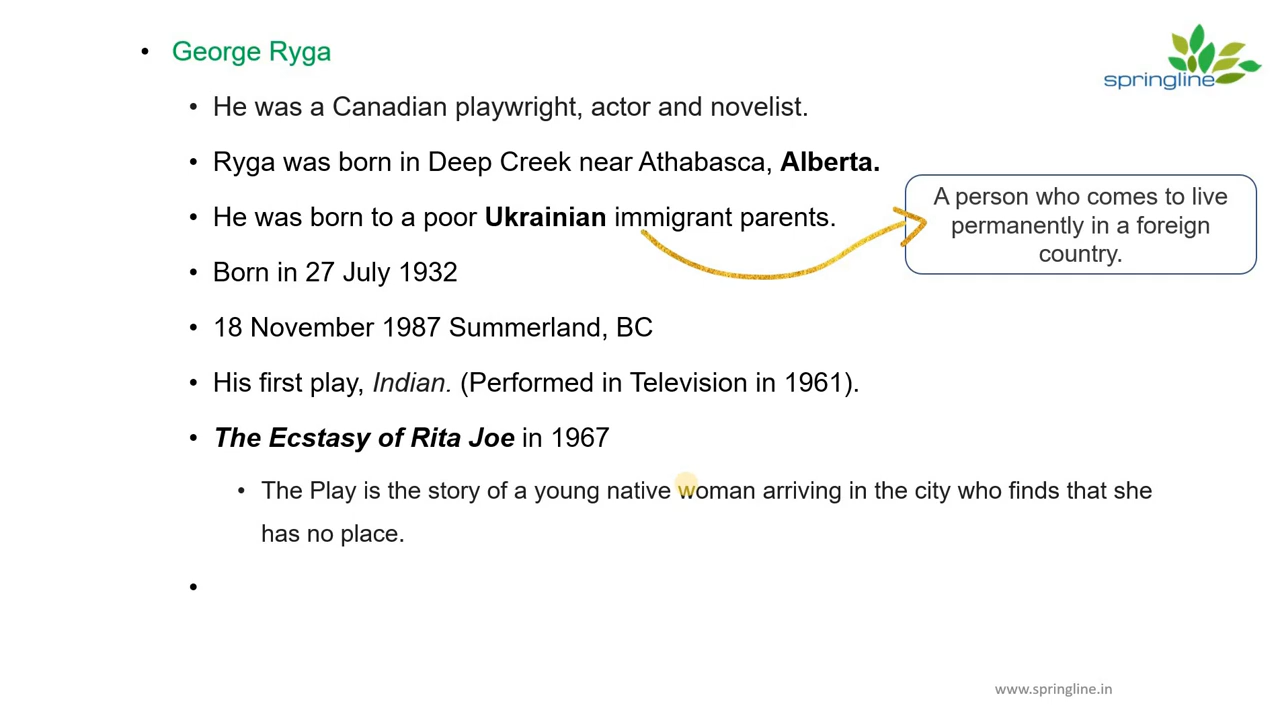 George Ryga
springline
He was a Canadian playwright, actor and novelist.
Ryga was born in Deep Creek near Athabasca, Alberta.
A person who comes to live
permanently in a foreign
country.
He was born to a poor Ukrainian immigrant parents.
Born in 27 July 1932
18 November 1987 Summerland, BC
His first play, Indian. (Performed in Television in 1961).
The Ecstasy of Rita Joe in 1967
The Play is the story of a young native woman arriving in the city who finds that she
has no place.
www.springline.in